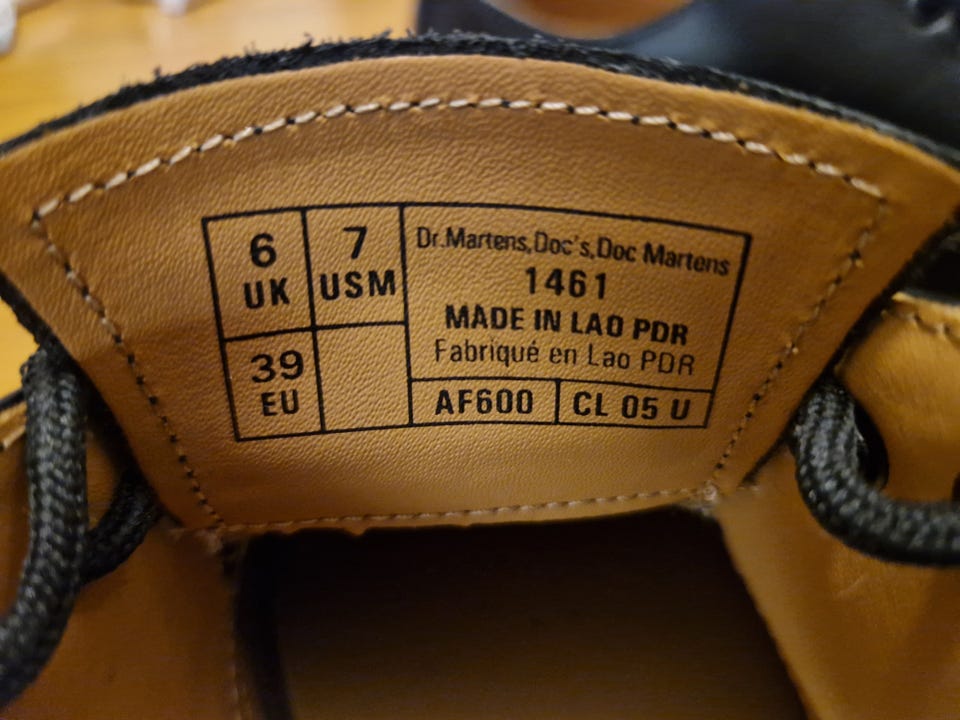 6
UK
7
USM
39
EU
Dr.Martens,Doc's,Doc Martens
1461
MADE IN LAO PDR
Fabriqué en Lao PDR
AF600
CL 05 U